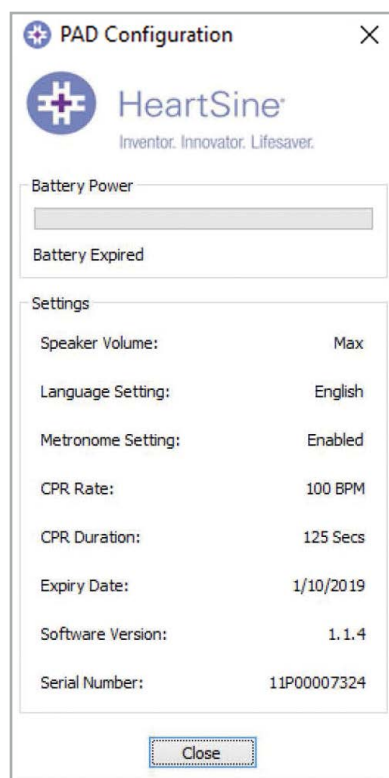 PAD Configuration
HeartSine
Inventor. Innovator. Lifesaver.
Battery Power
Battery Expired
Settings
Speaker Volume: Max
Language Setting: English
Metronome Setting: Enabled
CPR Rate: 100 BPM
CPR Duration: 125 Secs
Expiry Date: 1/10/2019
Software Version: 1.1.4
Serial Number: 11P00007324
Close